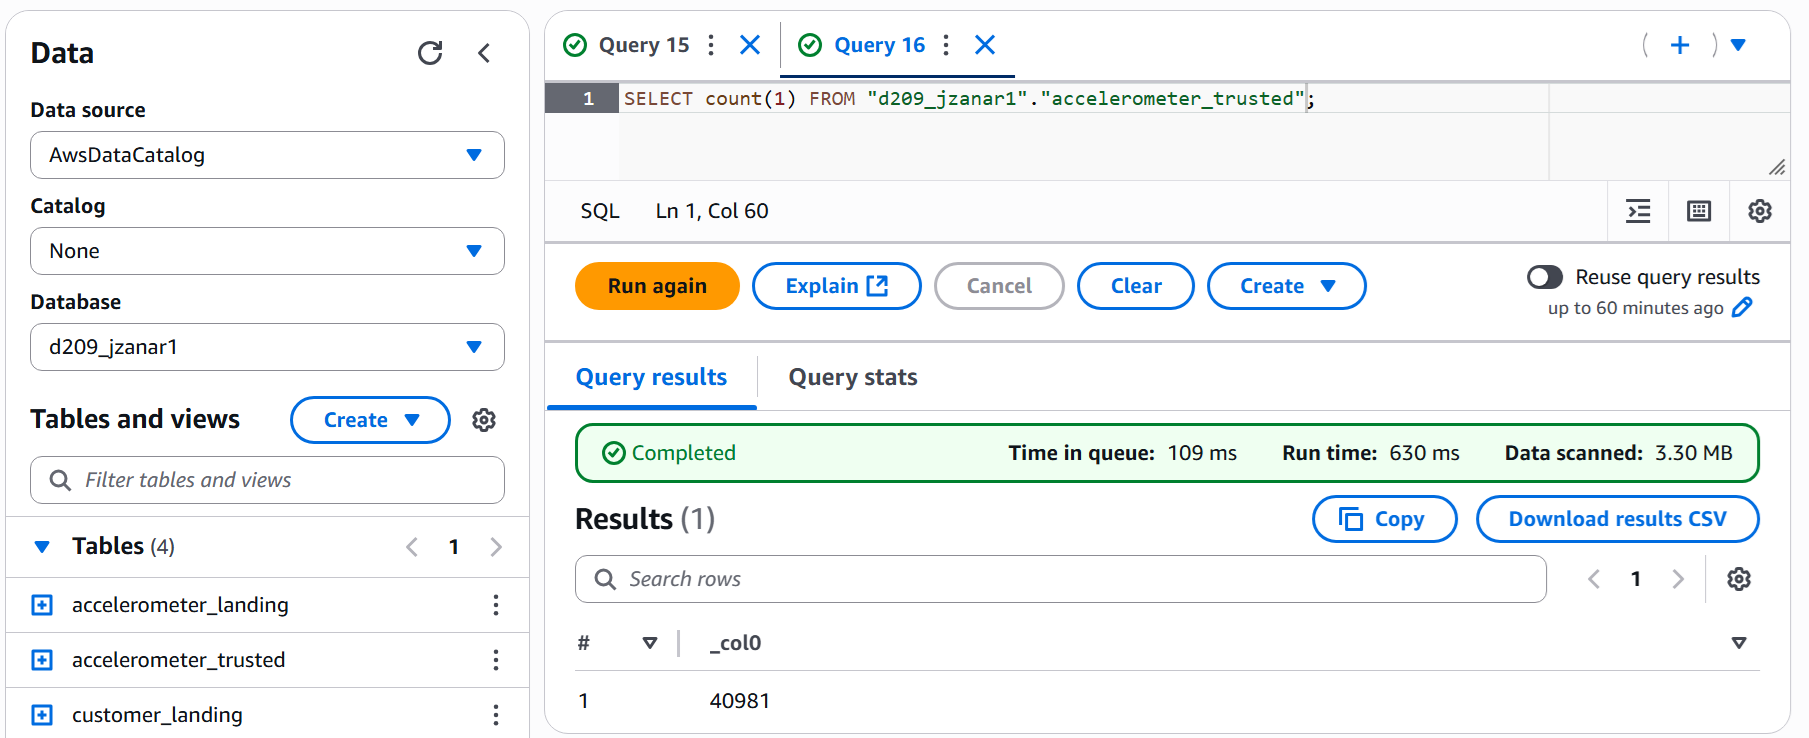 Data
Data source
AwsDataCatalog
Catalog
None
Database
d209_jzanar1
Tables and views
Create
Filter tables and views
Tables (4)
1
accelerometer_landing
accelerometer_trusted
customer_landing
Query 15
Query 16
1 SELECT count(1) FROM "d209_jzanar1"."accelerometer_trusted";
SQL Ln 1, Col 60
Run again Explain Cancel Clear Create
Reuse query results
up to 60 minutes ago
Query results Query stats
Completed Time in queue: 109 ms Run time: 630 ms Data scanned: 3.30 MB
Results (1) Copy Download results CSV
Search rows
1
# _col0
1 40981